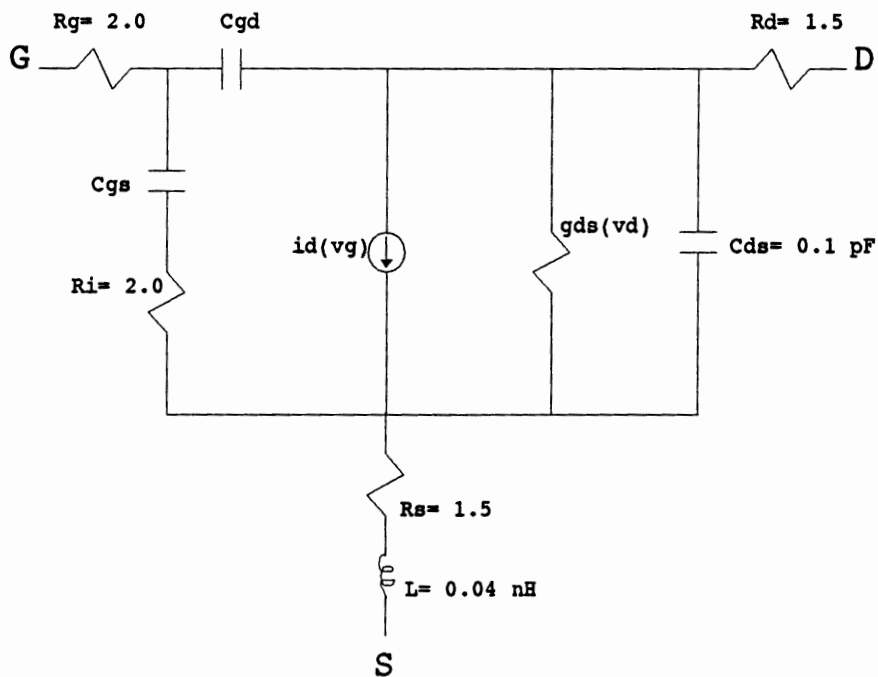 Rg= 2.0
Cgd
Rd= 1.5
G
D
Cgs
gds(vd)
id(vg)
Cds= 0.1 pF
Ri= 2.0
Rs= 1.5
L= 0.04 nH
S